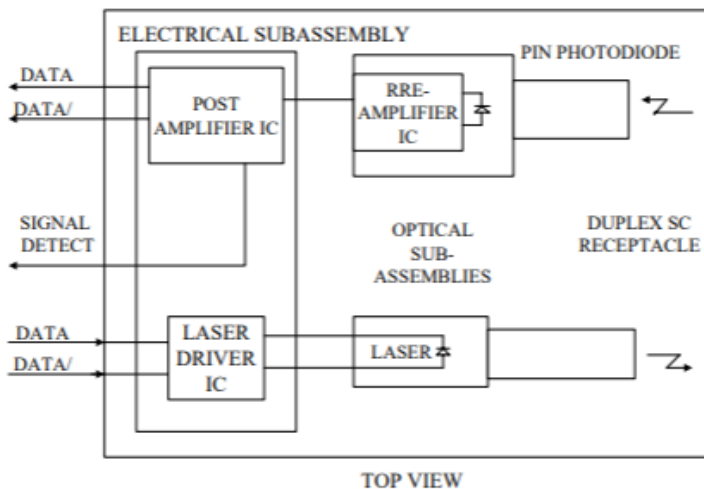 ELECTRICAL SUBASSEMBLY
DATA
DATA/
POST
AMPLIFIER IC
RRE-
AMPLIFIER
IC
PIN PHOTODIODE
SIGNAL
DETECT
OPTICAL
SUB-
ASSEMBLIES
DUPLEX SC
RECEPTACLE
DATA
DATA/
LASER
DRIVER
IC
LASER
TOP VIEW